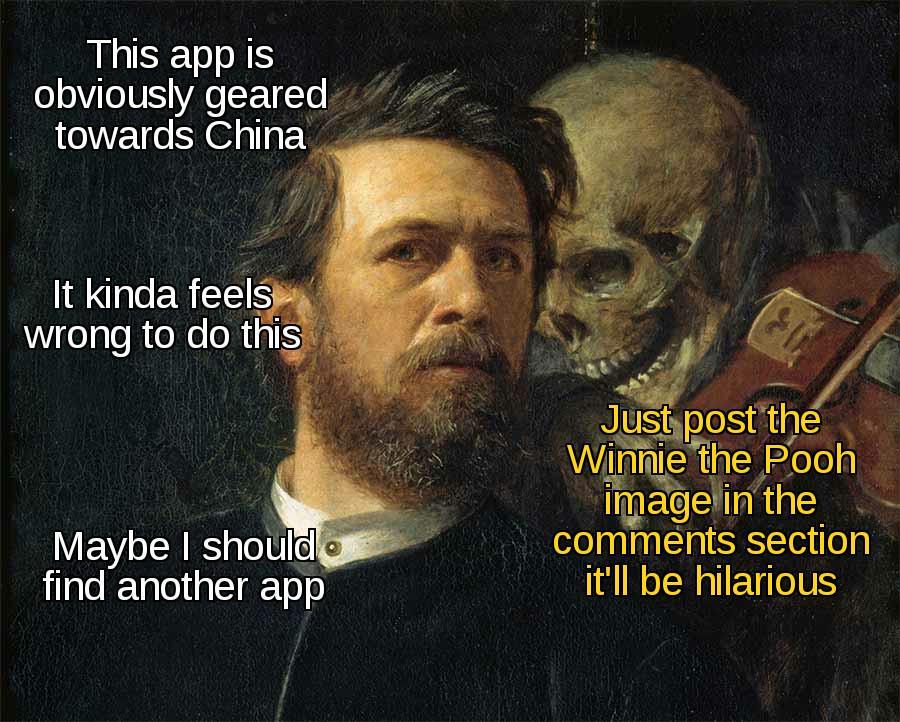 This app is
obviously geared
towards China
It kinda feels
wrong to do this
Just post the
Winnie the Pooh
image in the
comments section
it'll be hilarious
Maybe I should
find another app